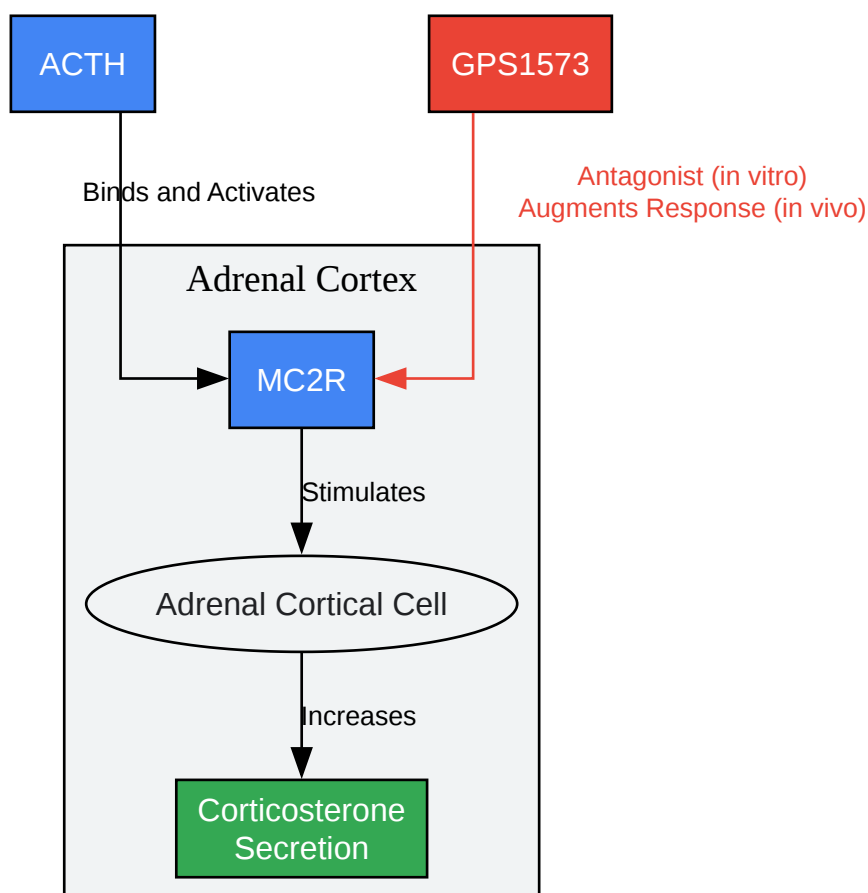 ACTH
GPS1573
Binds and Activates
Antagonist (in vitro)
Augments Response (in vivo)
Adrenal Cortex
MC2R
Stimulates
Adrenal Cortical Cell
Increases
Corticosterone
Secretion